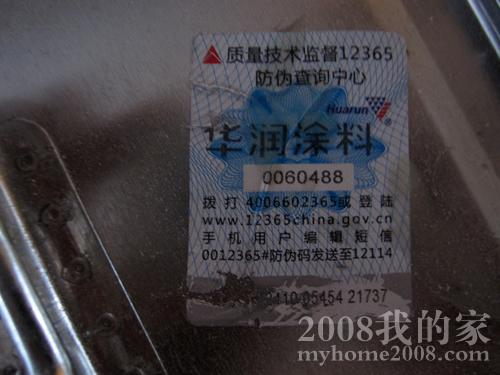 质量技术监督12365
防伪查询中心
Huarun
®
华润涂料
0060488
拨打4006602365或登陆
www.12365china.gov.cn
手机用户编辑短信
0012365#防伪码发送至12114
05454 21737
2008我的家
myhome2008.com